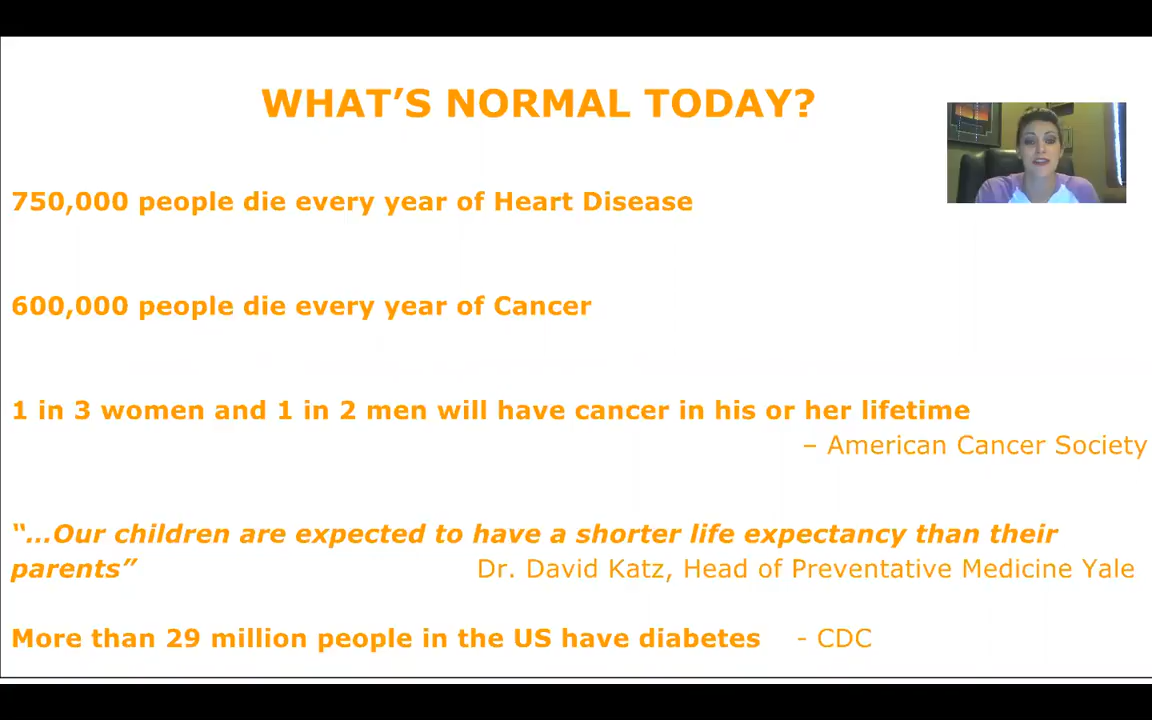 WHAT’S NORMAL TODAY?
750,000 people die every year of Heart Disease
600,000 people die every year of Cancer
1 in 3 women and 1 in 2 men will have cancer in his or her lifetime
– American Cancer Society
“…Our children are expected to have a shorter life expectancy than their
parents” Dr. David Katz, Head of Preventative Medicine Yale
More than 29 million people in the US have diabetes - CDC